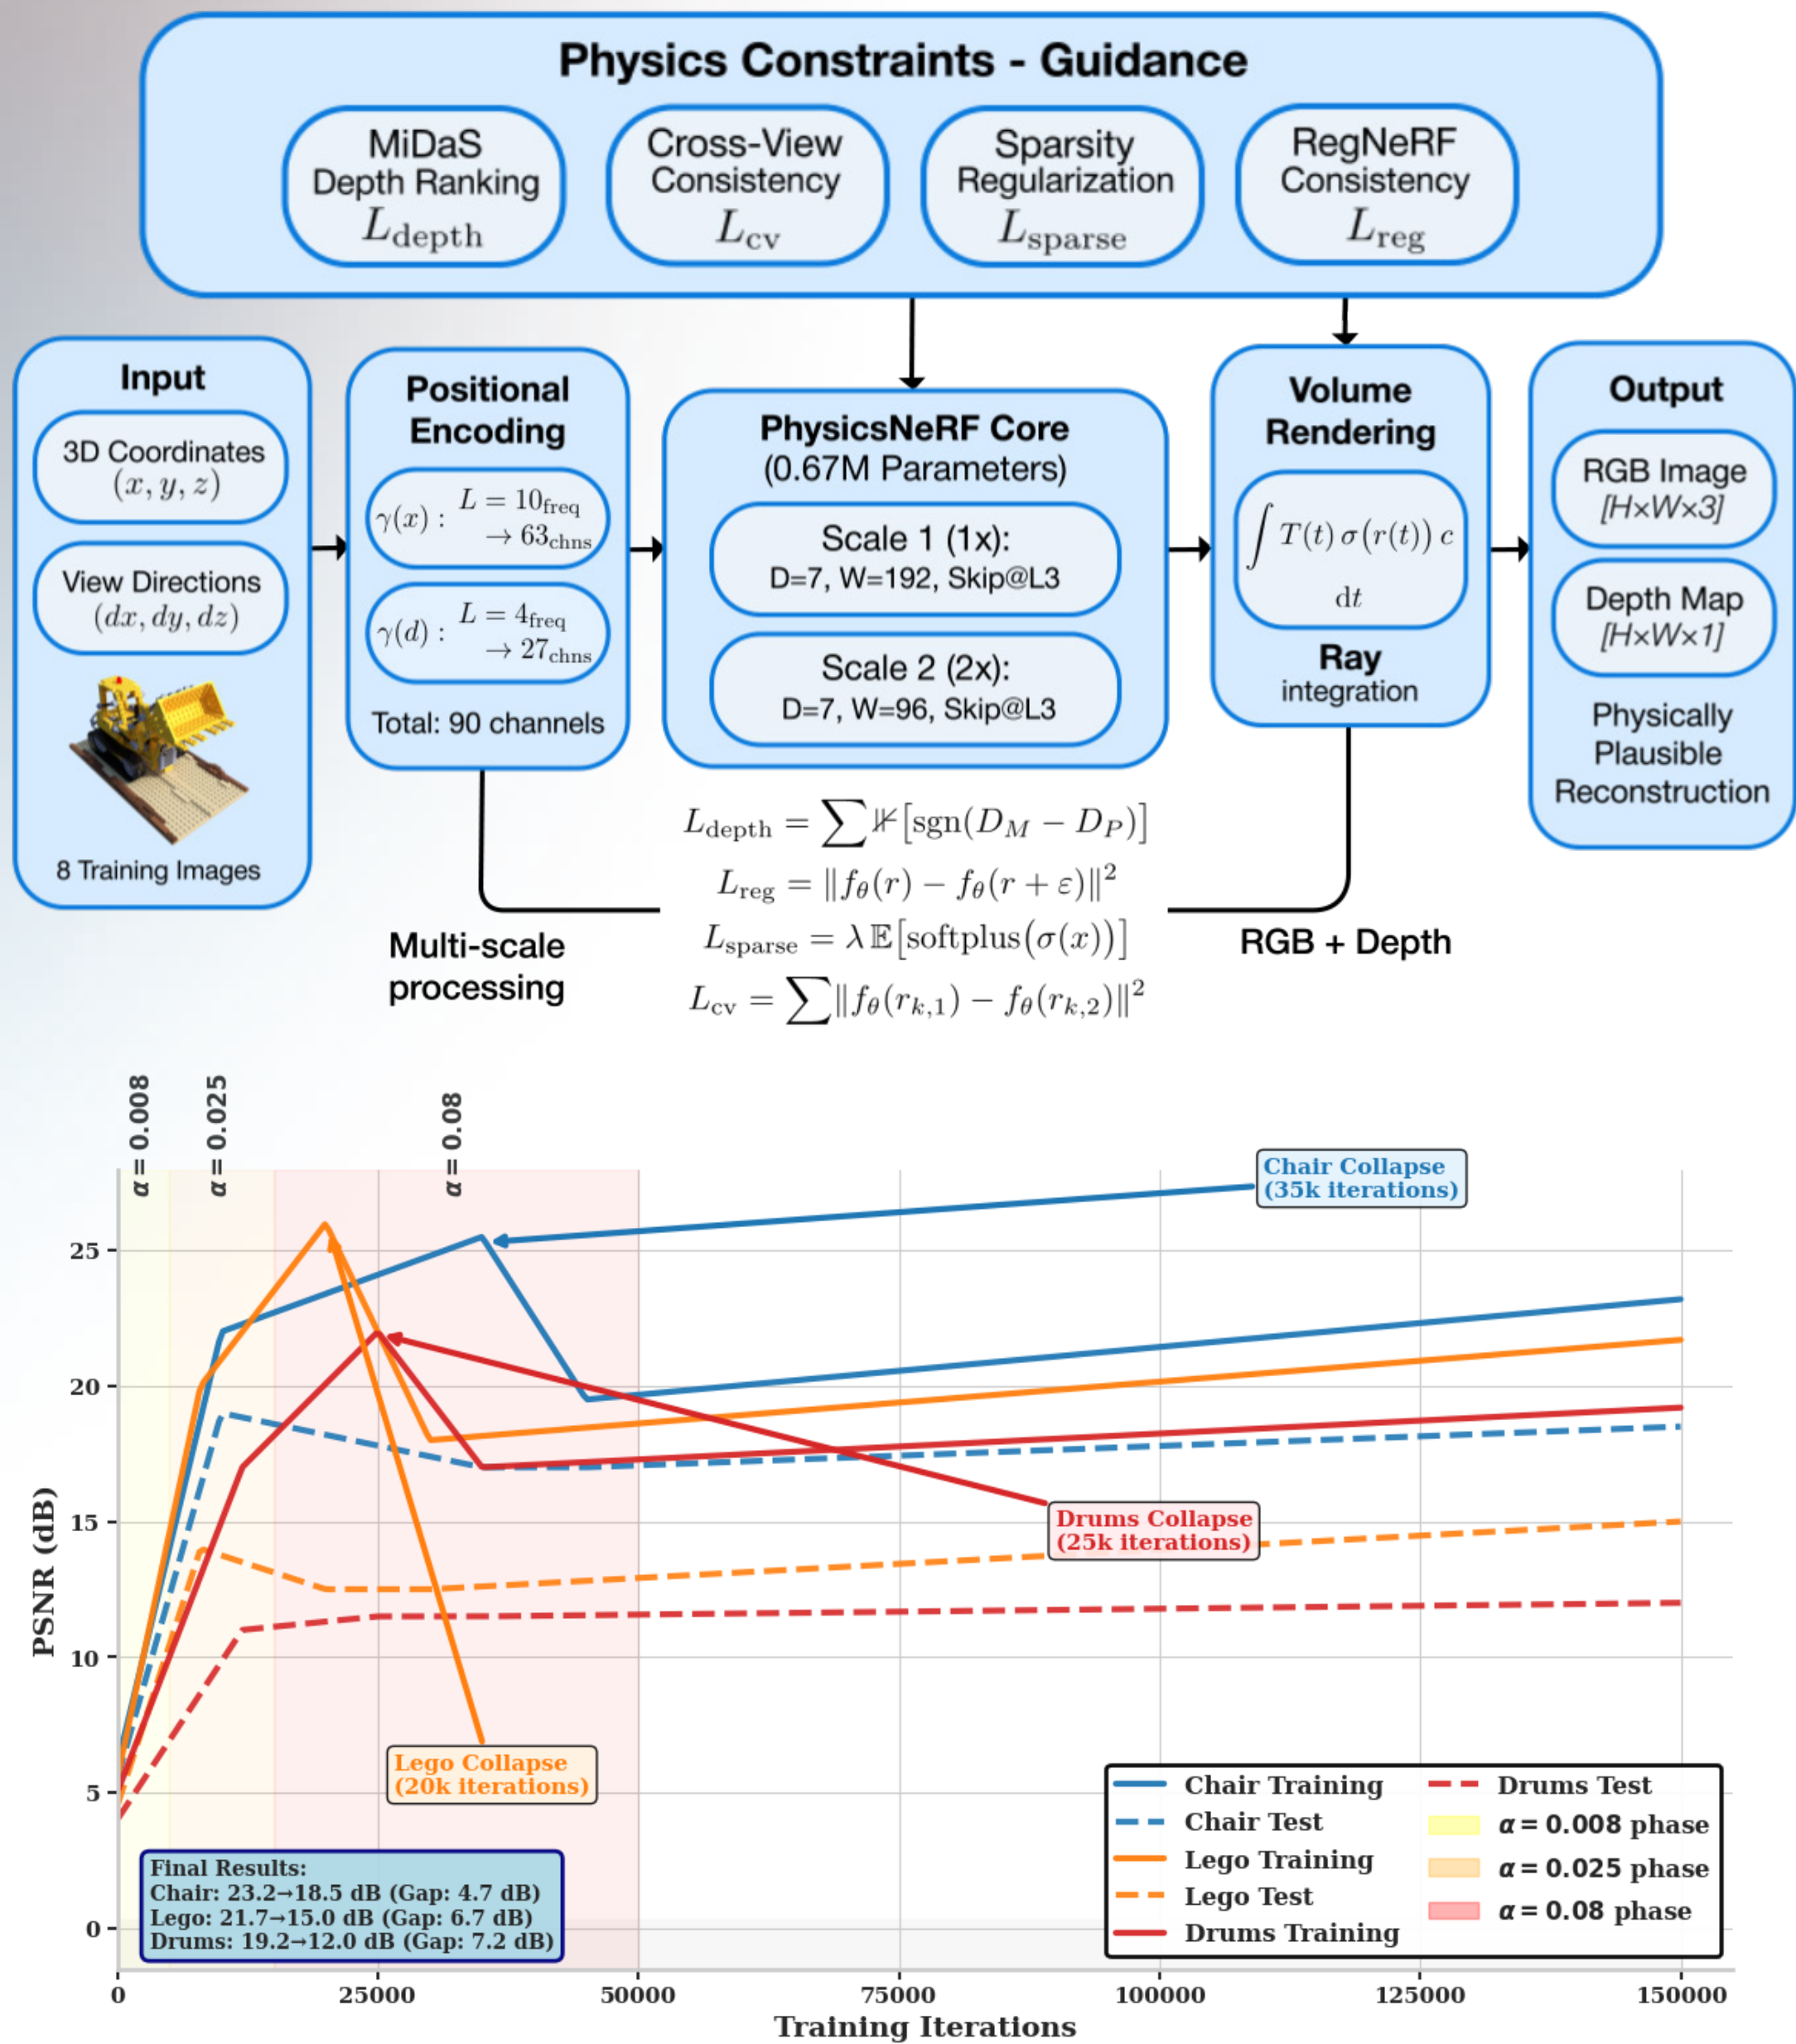 Physics Constraints - Guidance
MiDaS
Depth Ranking
L_depth
Cross-View
Consistency
L_cv
Sparsity
Regularization
L_sparse
RegNeRF
Consistency
L_reg
Input
3D Coordinates
(x, y, z)
View Directions
(dx, dy, dz)
8 Training Images
Positional
Encoding
γ(x) : L = 10_freq
→ 63_chns
γ(d) : L = 4_freq
→ 27_chns
Total: 90 channels
PhysicsNeRF Core
(0.67M Parameters)
Scale 1 (1x):
D=7, W=192, Skip@L3
Scale 2 (2x):
D=7, W=96, Skip@L3
Volume
Rendering
∫ T(t) σ(r(t)) c
dt
Ray
integration
Output
RGB Image
[H×W×3]
Depth Map
[H×W×1]
Physically
Plausible
Reconstruction
Multi-scale
processing
L_depth = ∑ [sgn(D_M − D_P)]
L_reg = ‖f_θ(r) − f_θ(r + ε)‖²
L_sparse = λ 𝔼[softplus(σ(x))]
L_cv = ∑‖f_θ(r_k,1) − f_θ(r_k,2)‖²
RGB + Depth
α = 0.008
α = 0.025
α = 0.08
Chair Collapse
(35k iterations)
Drums Collapse
(25k iterations)
Lego Collapse
(20k iterations)
PSNR (dB)
25
20
15
10
5
0
Final Results:
Chair: 23.2→18.5 dB (Gap: 4.7 dB)
Lego: 21.7→15.0 dB (Gap: 6.7 dB)
Drums: 19.2→12.0 dB (Gap: 7.2 dB)
Chair Training
Chair Test
Lego Training
Lego Test
Drums Training
Drums Test
α = 0.008 phase
α = 0.025 phase
α = 0.08 phase
0
25000
50000
75000
100000
125000
150000
Training Iterations